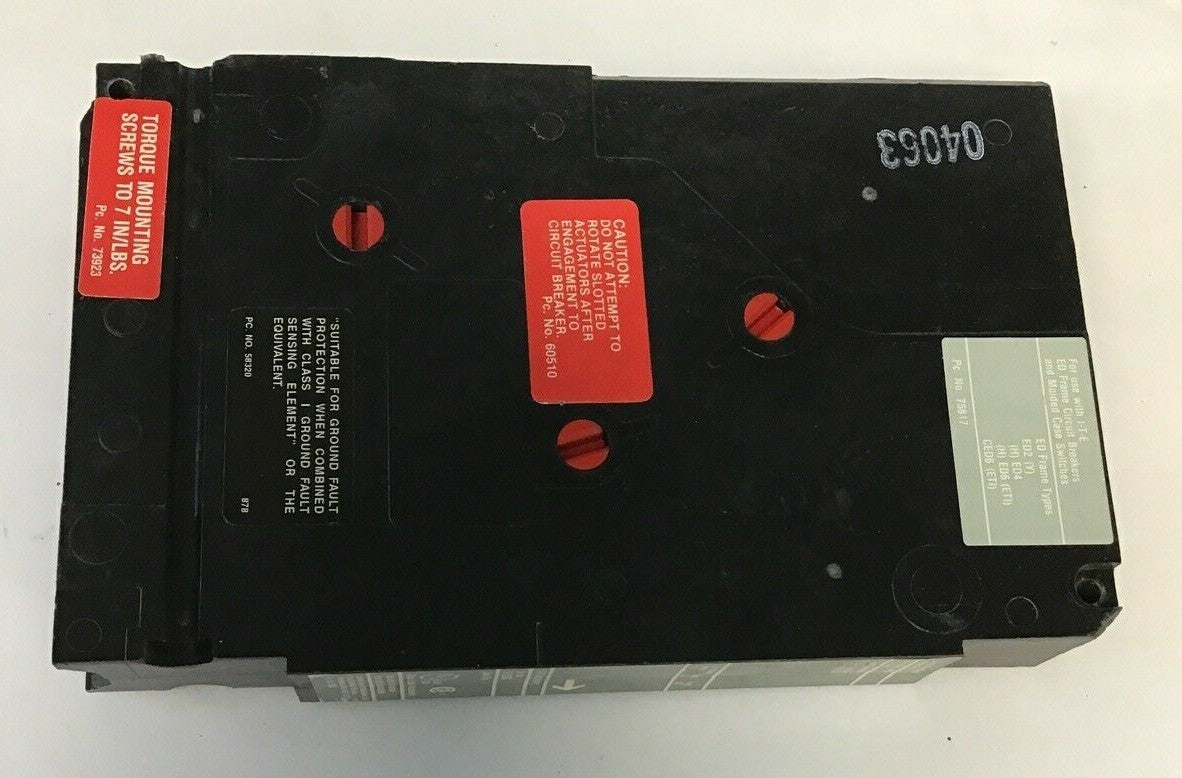 TORQUE MOUNTING
SCREWS TO 7 IN/LBS.
Pc. No. 73923
"SUITABLE FOR GROUND FAULT
PROTECTION WHEN COMBINED
WITH CLASS I GROUND FAULT
SENSING ELEMENT" OR THE
EQUIVALENT.
PC NO. 58320
878
CAUTION:
DO NOT ATTEMPT TO
ROTATE SLOTTED
ACTUATORS AFTER
ENGAGEMENT TO
CIRCUIT BREAKER
Pc. No. 60510
04063
For use with I-T-E
ED Frame Circuit Breakers
and Molded Case Switches
ED Frame Types
ED2 (Y)
(H) ED4
(H) ED6 (ETI)
CED6 (ETI)
Pc. No. 75817